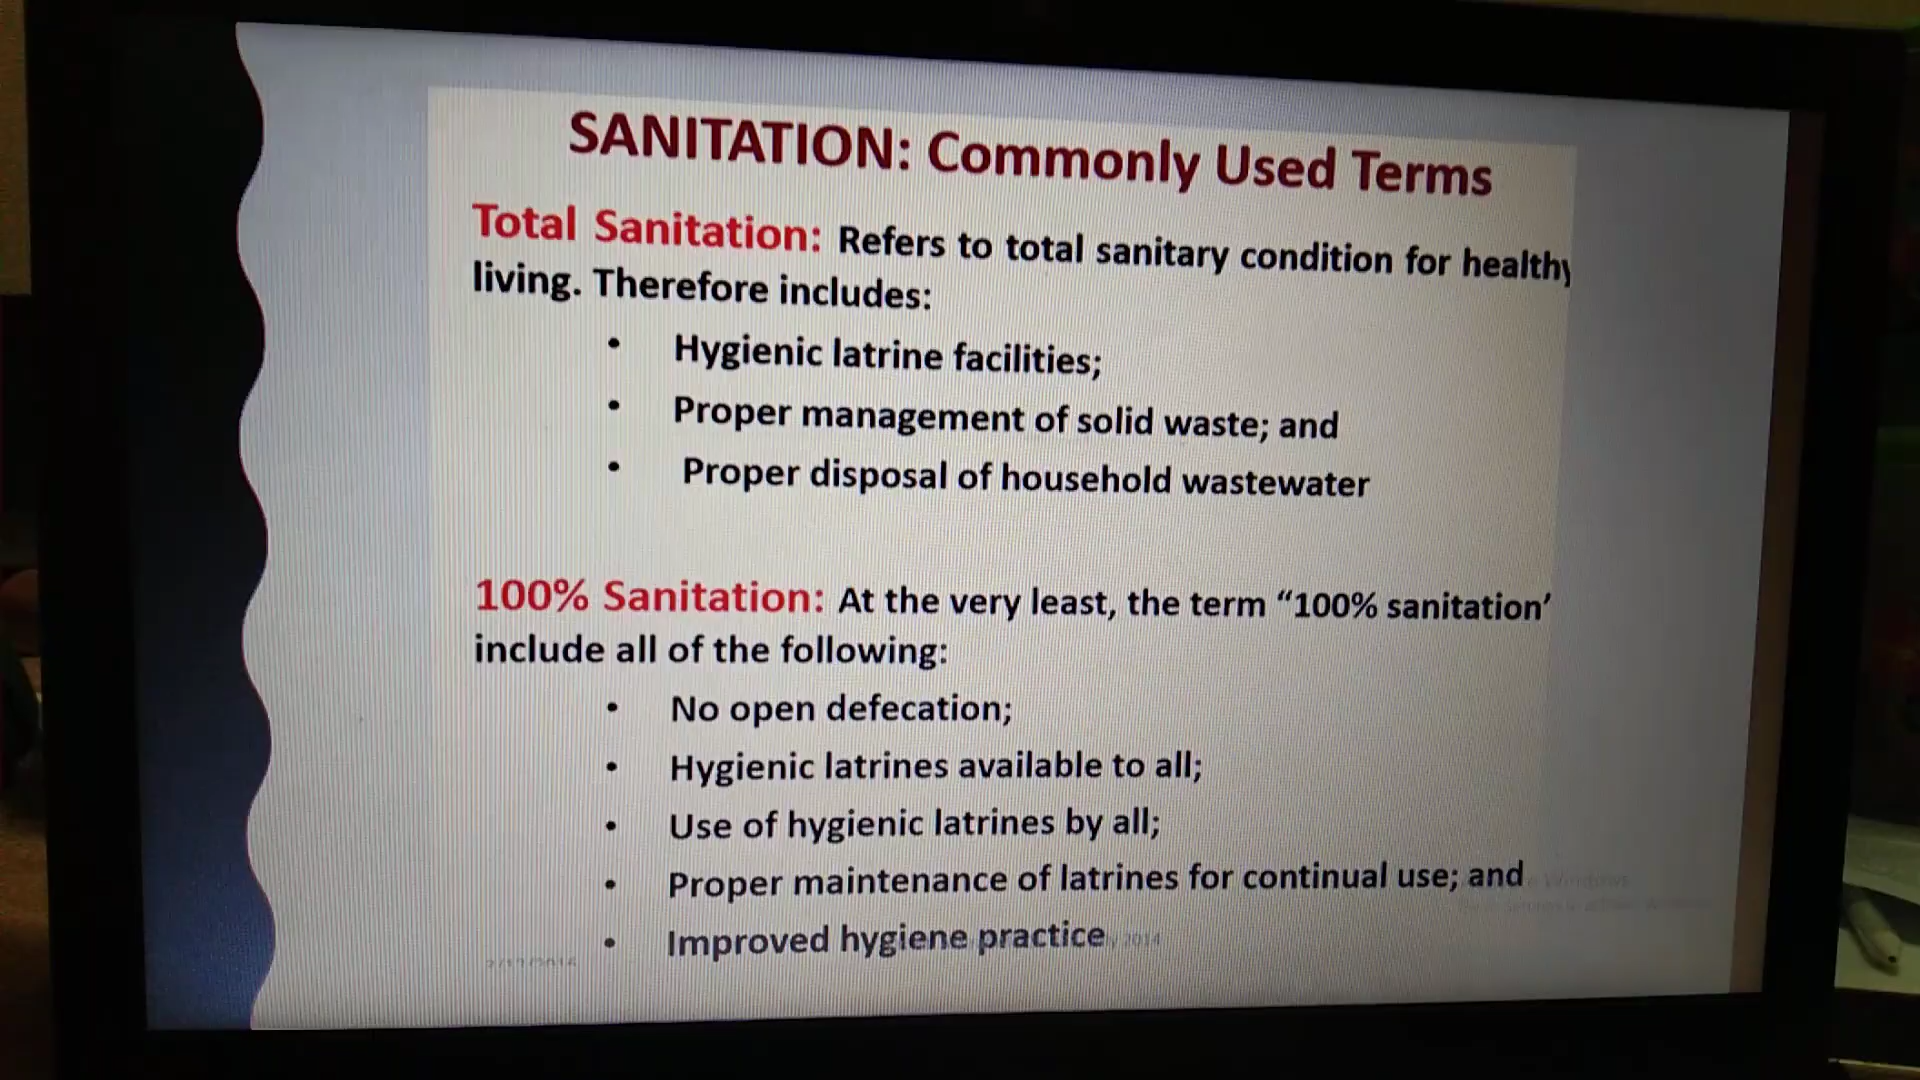 SANITATION: Commonly Used Terms
Total Sanitation: Refers to total sanitary condition for healthy
living. Therefore includes:
• Hygienic latrine facilities;
• Proper management of solid waste; and
• Proper disposal of household wastewater
100% Sanitation: At the very least, the term “100% sanitation’
include all of the following:
• No open defecation;
• Hygienic latrines available to all;
• Use of hygienic latrines by all;
• Proper maintenance of latrines for continual use; and
• Improved hygiene practice
2014